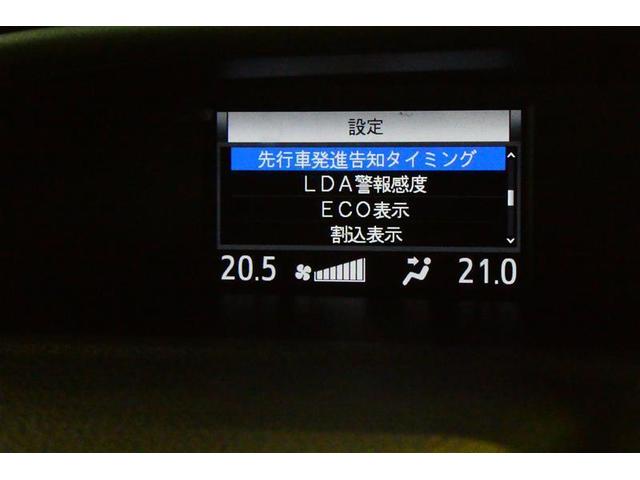 設定
先行車発進告知タイミング
ＬＤＡ警報感度
ＥＣＯ表示
割込表示
20.5 21.0